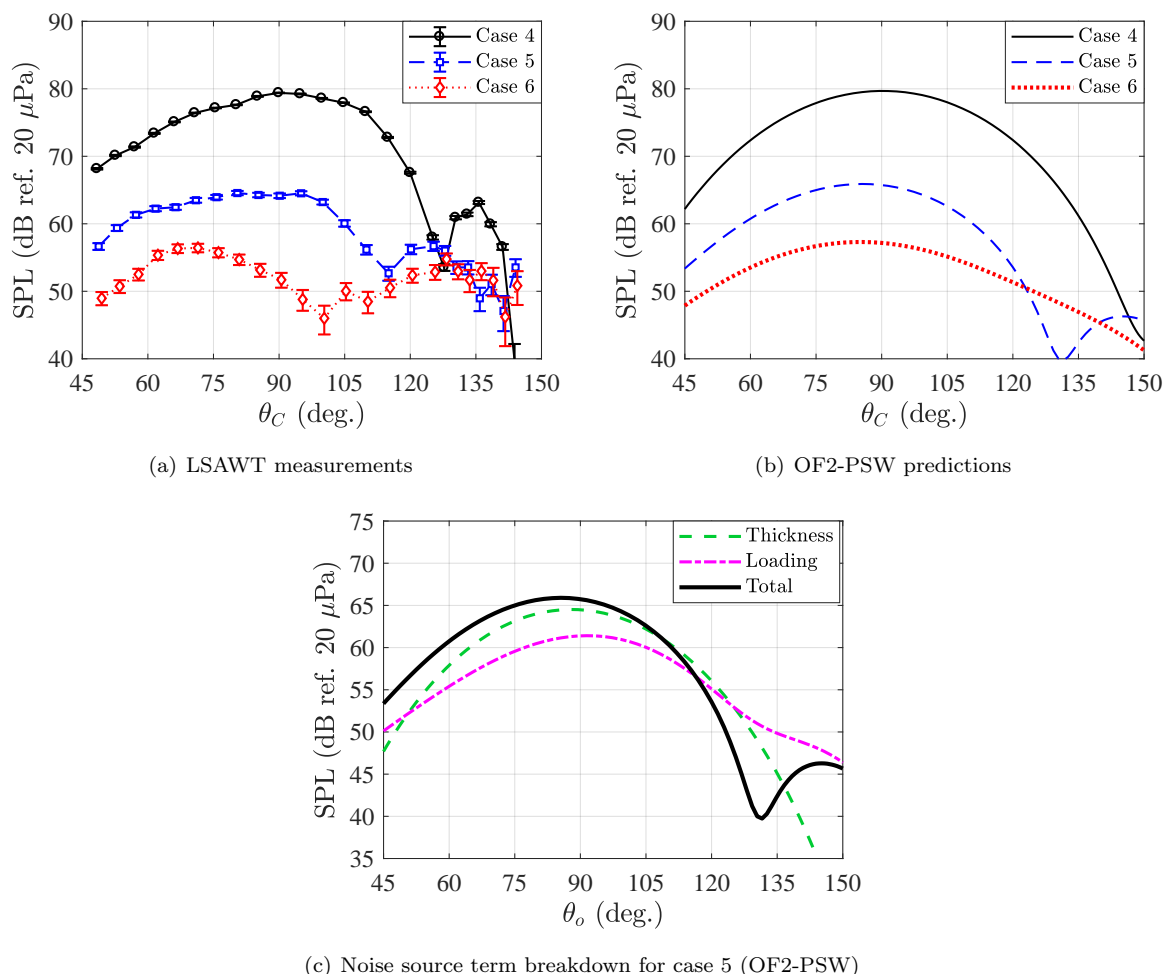 90
80
70
60
50
40
SPL (dB ref. 20 μPa)
Case 4
Case 5
Case 6
45 60 75 90 105 120 135 150
θ_C (deg.)
(a) LSAWT measurements
90
80
70
60
50
40
SPL (dB ref. 20 μPa)
Case 4
Case 5
Case 6
45 60 75 90 105 120 135 150
θ_C (deg.)
(b) OF2-PSW predictions
75
70
65
60
55
50
45
40
35
SPL (dB ref. 20 μPa)
Thickness
Loading
Total
45 60 75 90 105 120 135 150
θ_o (deg.)
(c) Noise source term breakdown for case 5 (OF2-PSW)